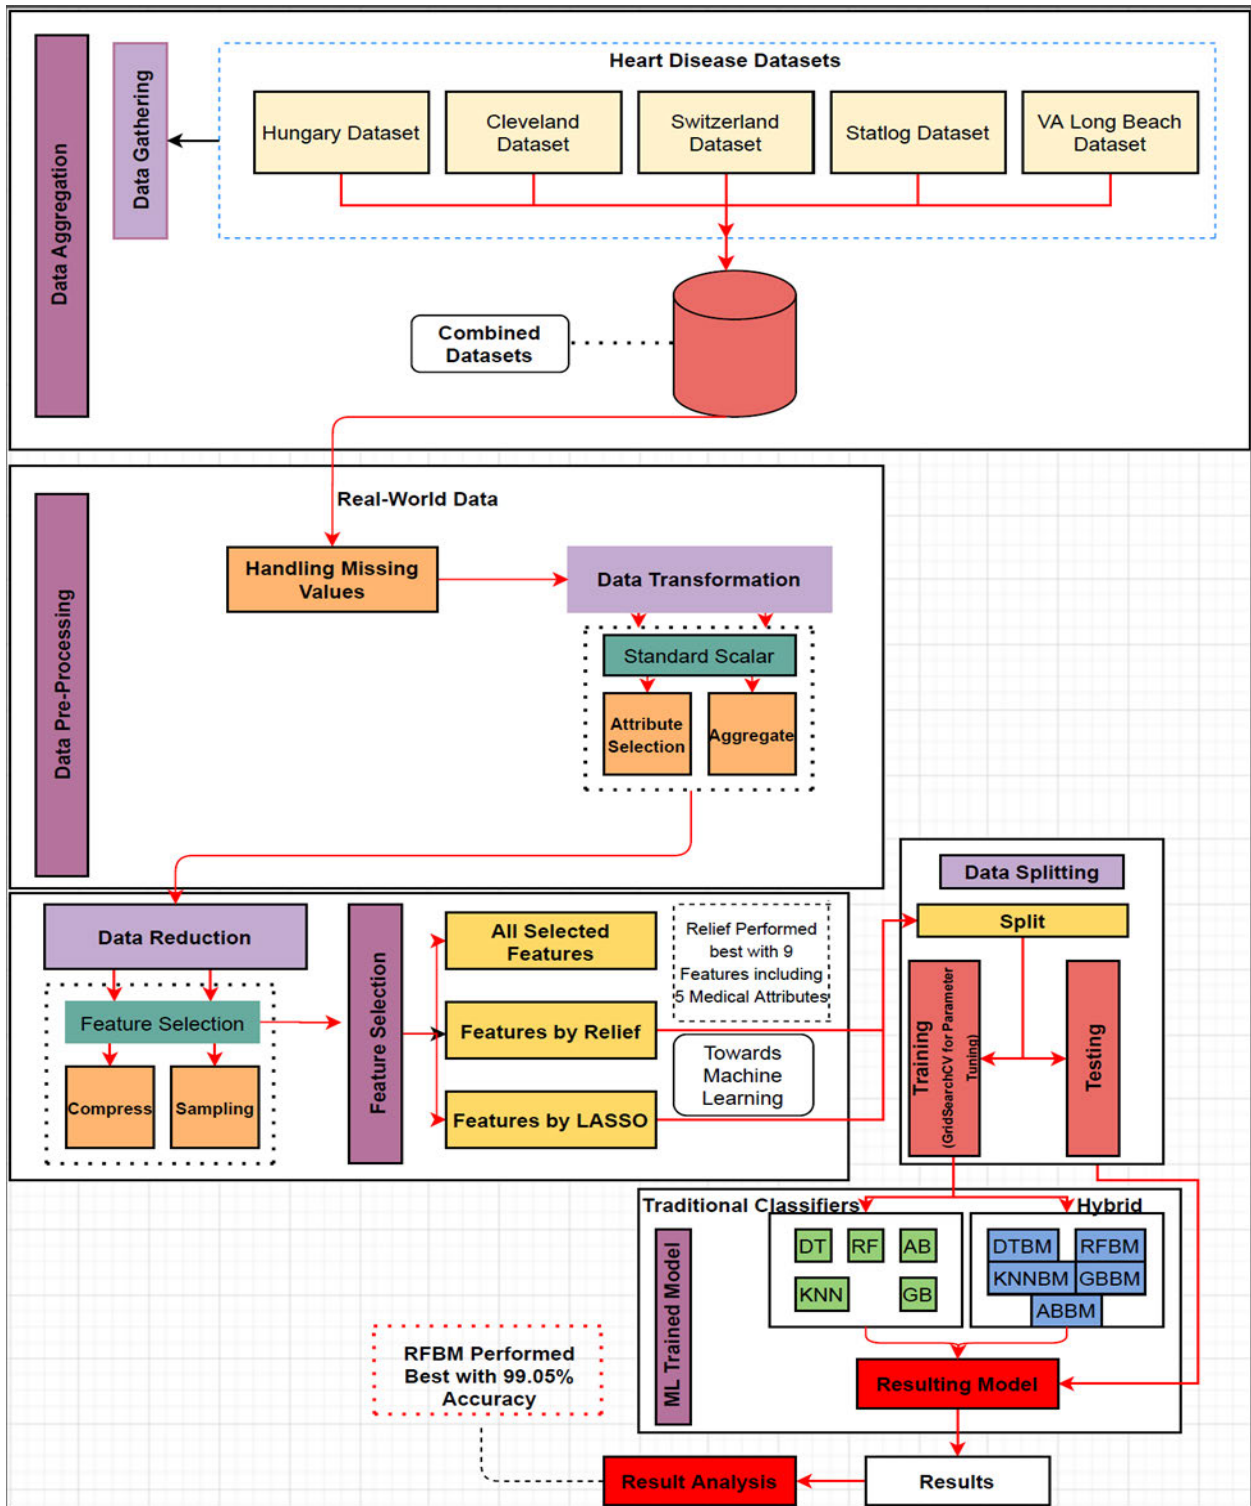 Heart Disease Datasets
Data Aggregation
Data Gathering
Hungary Dataset
Cleveland
Dataset
Switzerland
Dataset
Statlog Dataset
VA Long Beach
Dataset
Combined
Datasets
Data Pre-Processing
Real-World Data
Handling Missing
Values
Data Transformation
Standard Scalar
Attribute
Selection
Aggregate
Data Reduction
Feature Selection
Compress
Sampling
Feature Selection
All Selected
Features
Features by Relief
Features by LASSO
Relief Performed
best with 9
Features including
5 Medical Attributes
Towards
Machine
Learning
Data Splitting
Split
Training
(GridSearchCV for Parameter
Tuning)
Testing
ML Trained Model
Traditional Classifiers
DT
RF
AB
KNN
GB
Hybrid
DTBM
RFBM
KNNBM
GBBM
ABBM
Resulting Model
RFBM Performed
Best with 99.05%
Accuracy
Result Analysis
Results